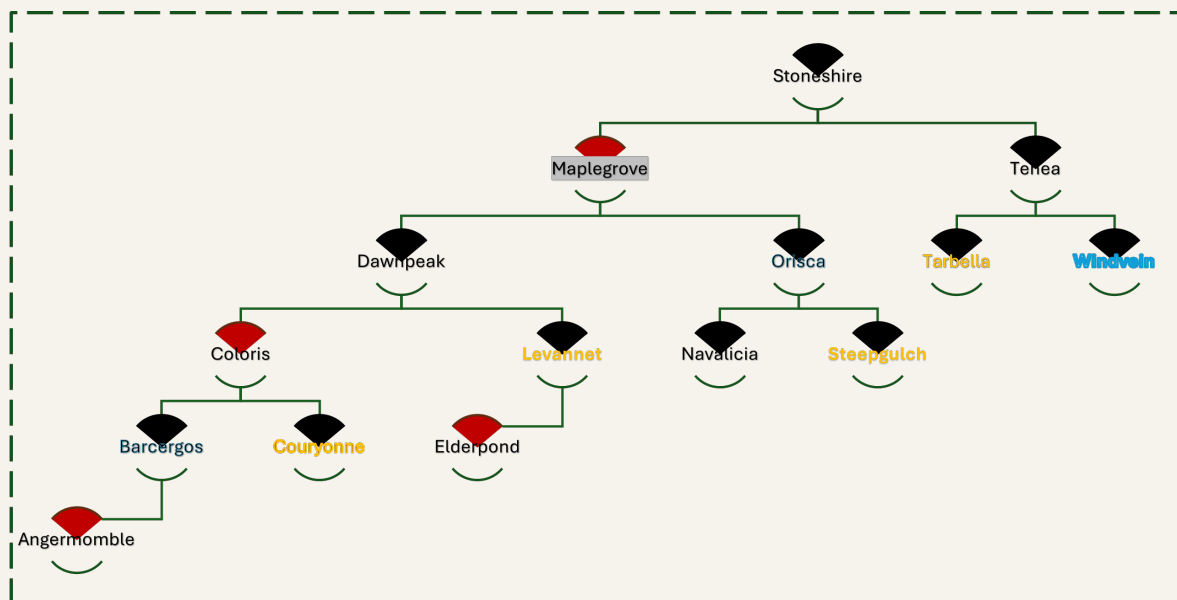 Stoneshire
Maplegrove
Tenea
Dawnpeak
Orisca
Tarbella
Windvein
Coloris
Levannet
Navalicia
Steepgulch
Barcergos
Couryonne
Elderpond
Angermomble